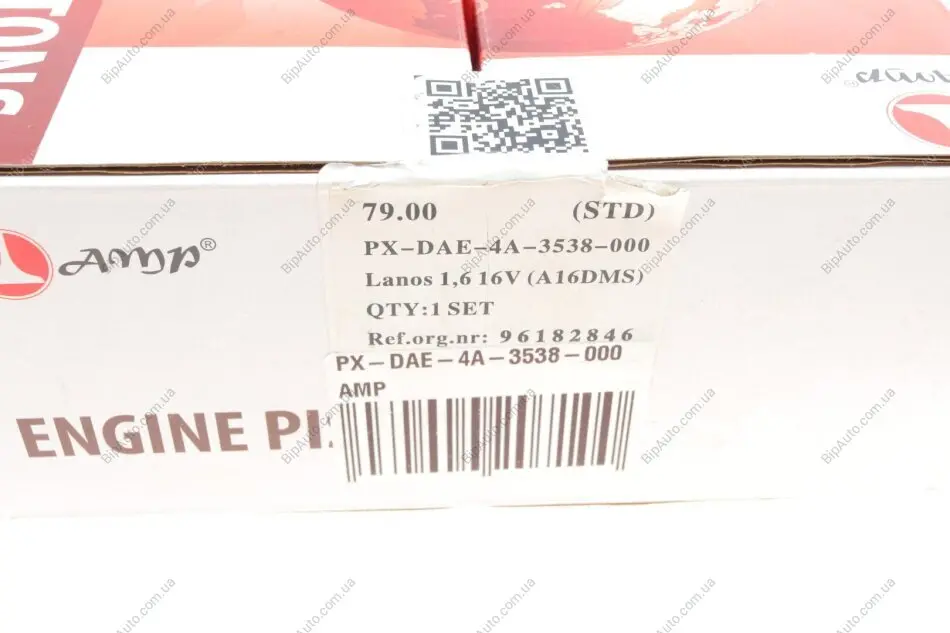 AMP®
79.00 (STD)
PX-DAE-4A-3538-000
Lanos 1,6 16V (A16DMS)
QTY:1 SET
Ref.org.nr: 96182846
PX-DAE-4A-3538-000
AMP
ENGINE PI
BipAuto.com.ua